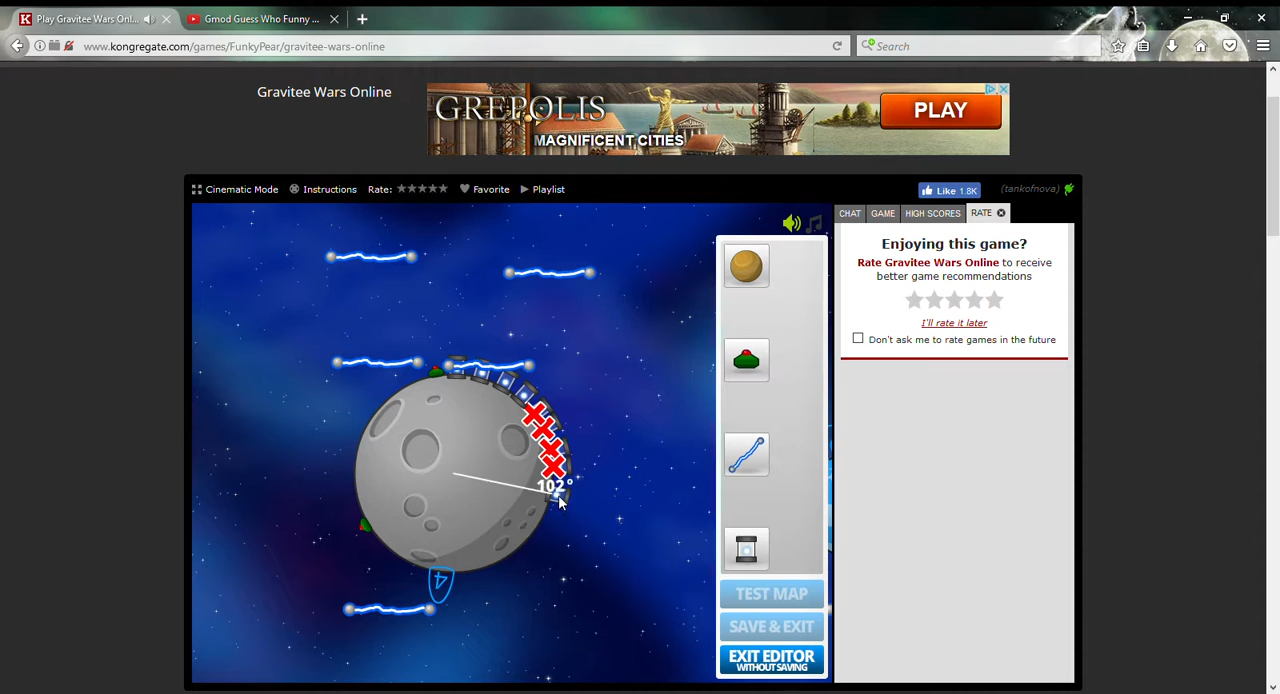 Play Gravitee Wars Onl...
Gmod Guess Who Funny ...
www.kongregate.com/games/FunkyPear/gravitee-wars-online
Search
Gravitee Wars Online
GREPOLIS
MAGNIFICENT CITIES
PLAY
Cinematic Mode
Instructions
Rate:
Favorite
Playlist
Like 1.8K
(tankofnova)
CHAT
GAME
HIGH SCORES
RATE
Enjoying this game?
Rate Gravitee Wars Online to receive
better game recommendations
I'll rate it later
Don't ask me to rate games in the future
102°
4
TEST MAP
SAVE & EXIT
EXIT EDITOR
WITHOUT SAVING